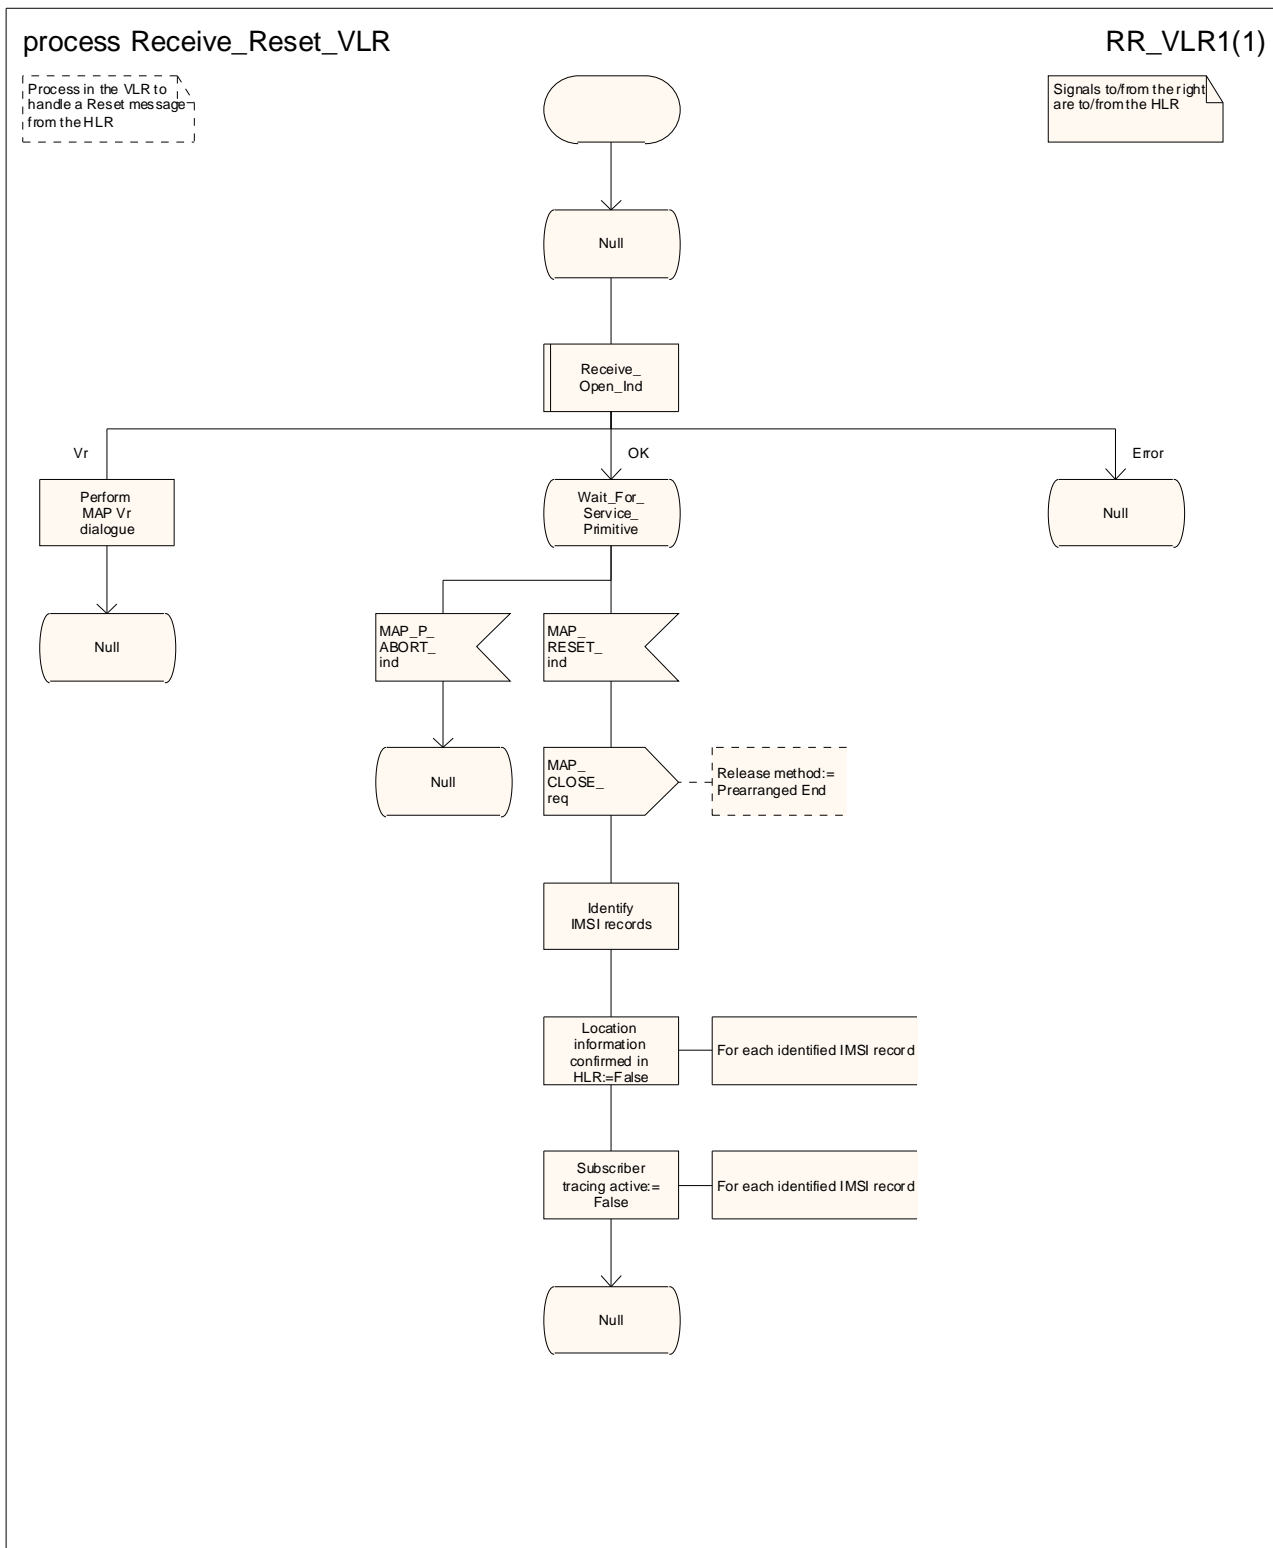 process Receive_Reset_VLR
RR_VLR1(1)
Process in the VLR to
handle a Reset message
from the HLR
Signals to/from the right
are to/from the HLR
Null
Receive_
Open_Ind
Vr
OK
Error
Perform
MAP Vr
dialogue
Wait_For_
Service_
Primitive
Null
Null
MAP_P_
ABORT_
ind
MAP_
RESET_
ind
Null
MAP_
CLOSE_
req
Release method:=
Prearranged End
Identify
IMSI records
Location
information
confirmed in
HLR:=False
For each identified IMSI record
Subscriber
tracing active:=
False
For each identified IMSI record
Null